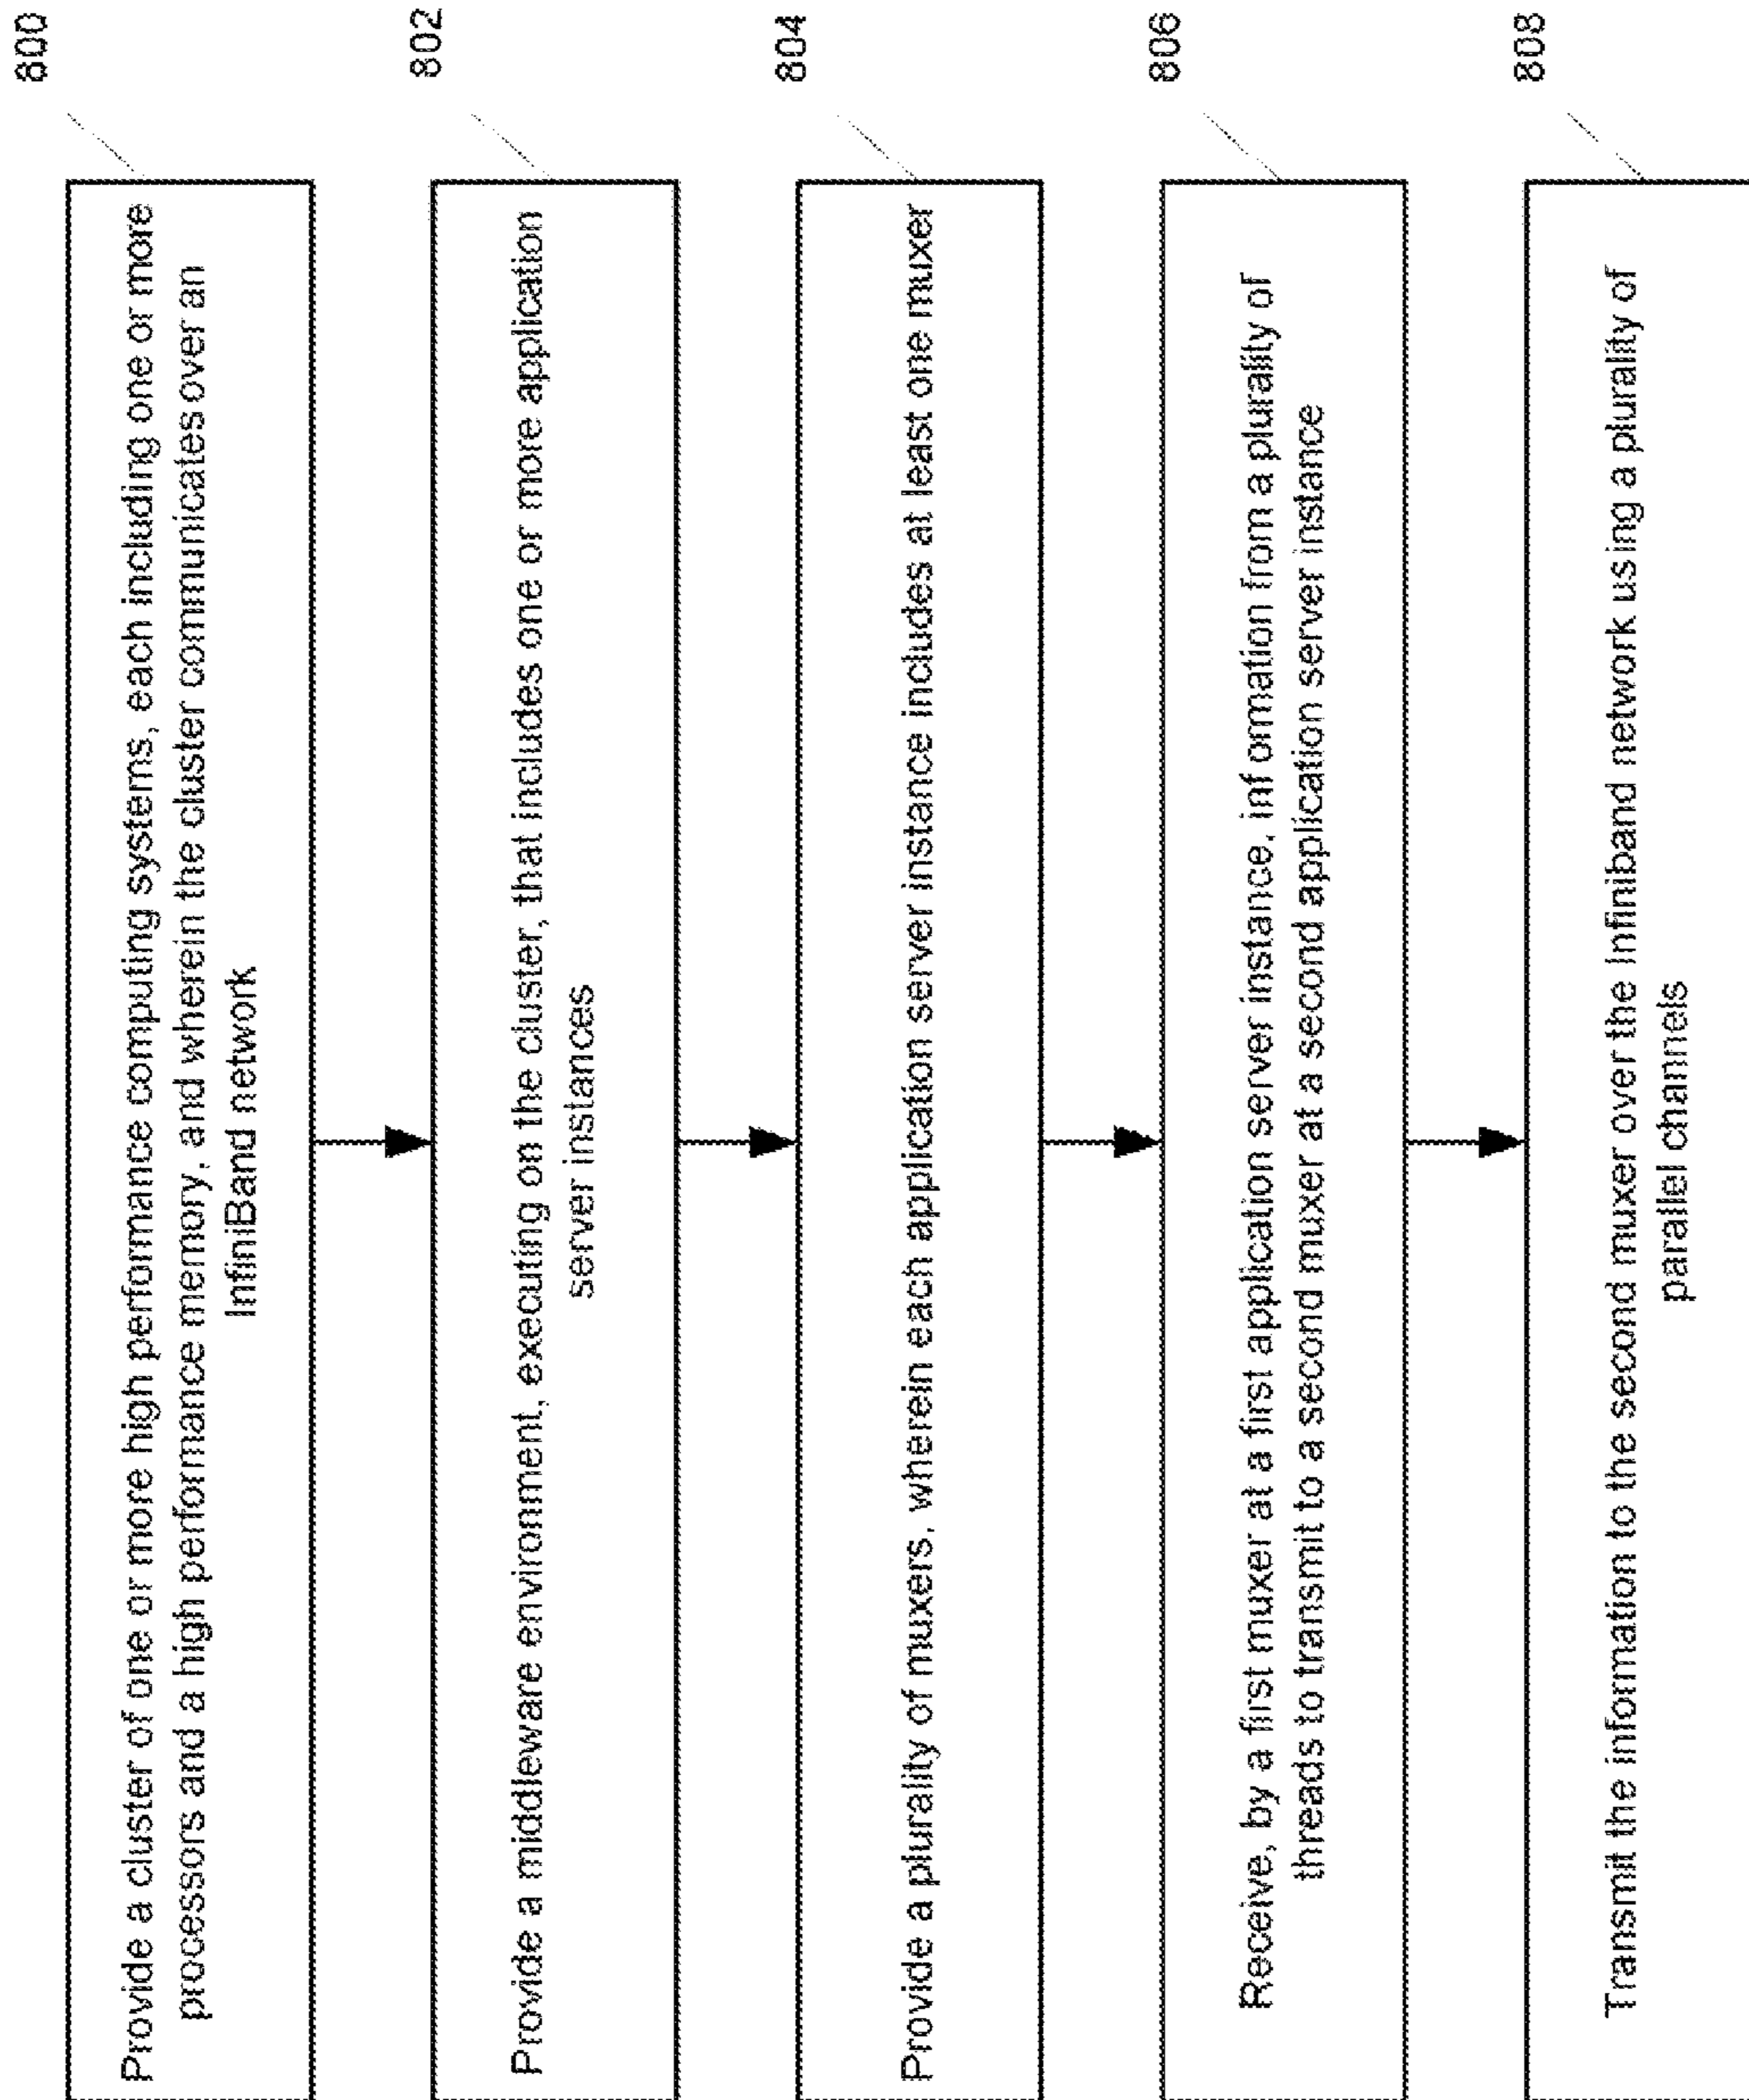 800
Provide a cluster of one or more high performance computing systems, each including one or more
processors and a high performance memory, and wherein the cluster communicates over an
InfiniBand network
802
Provide a middleware environment, executing on the cluster, that includes one or more application
server instances
804
Provide a plurality of muxers, wherein each application server instance includes at least one muxer
806
Receive, by a first muxer at a first application server instance, information from a plurality of
threads to transmit to a second muxer at a second application server instance
808
Transmit the information to the second muxer over the Infiniband network using a plurality of
parallel channels